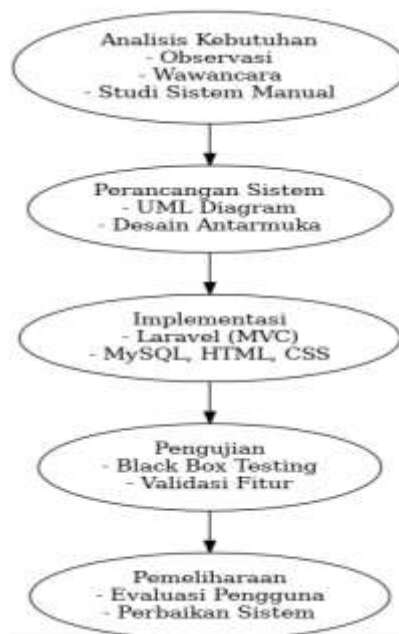 Analisis Kebutuhan
- Observasi
- Wawancara
- Studi Sistem Manual
Perancangan Sistem
- UML Diagram
- Desain Antarmuka
Implementasi
- Laravel (MVC)
- MySQL, HTML, CSS
Pengujian
- Black Box Testing
- Validasi Fitur
Pemeliharaan
- Evaluasi Pengguna
- Perbaikan Sistem